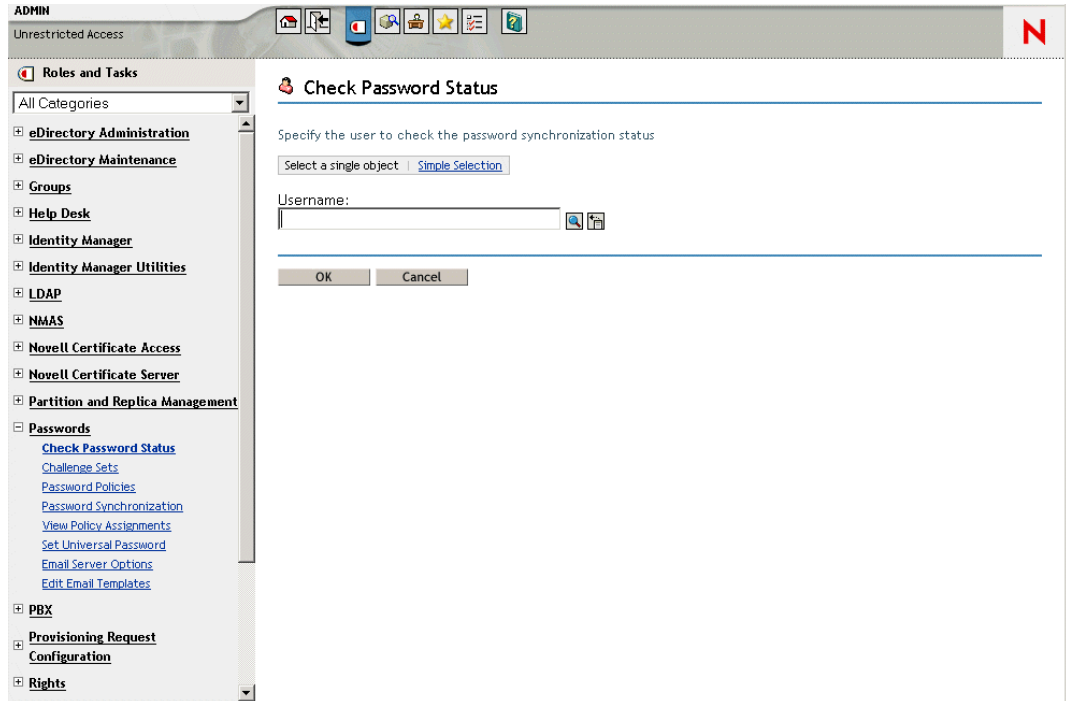 ADMIN
Unrestricted Access
N
Roles and Tasks
All Categories
eDirectory Administration
eDirectory Maintenance
Groups
Help Desk
Identity Manager
Identity Manager Utilities
LDAP
NMAS
Novell Certificate Access
Novell Certificate Server
Partition and Replica Management
Passwords
Check Password Status
Challenge Sets
Password Policies
Password Synchronization
View Policy Assignments
Set Universal Password
Email Server Options
Edit Email Templates
PBX
Provisioning Request
Configuration
Rights
Check Password Status
Specify the user to check the password synchronization status
Select a single object | Simple Selection
Username:
OK Cancel